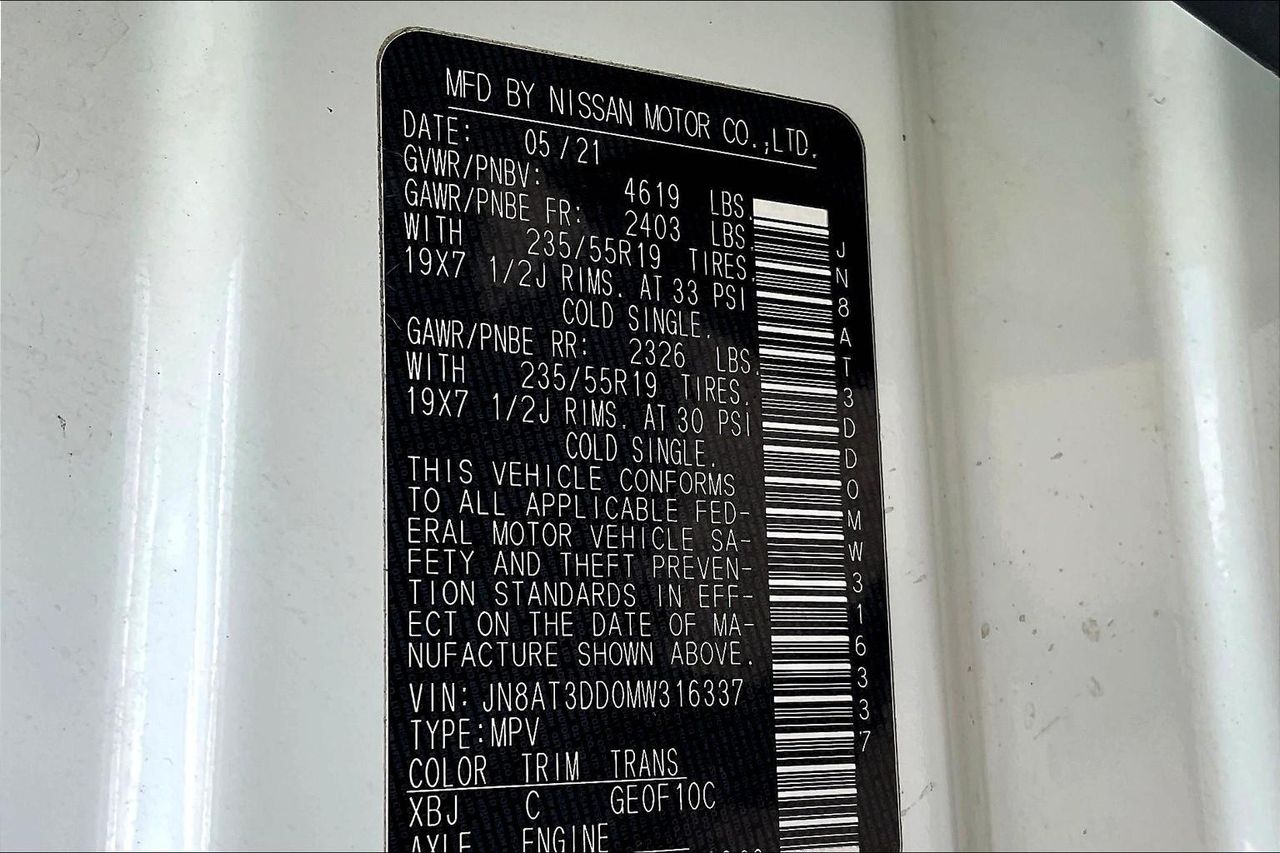 MFD BY NISSAN MOTOR CO.,LTD.
DATE: 05/21
GVWR/PNBV: 4619 LBS.
GAWR/PNBE FR: 2403 LBS.
WITH 235/55R19 TIRES.
19X7 1/2J RIMS. AT 33 PSI
COLD SINGLE.
GAWR/PNBE RR: 2326 LBS.
WITH 235/55R19 TIRES.
19X7 1/2J RIMS. AT 30 PSI
COLD SINGLE.
THIS VEHICLE CONFORMS
TO ALL APPLICABLE FED-
ERAL MOTOR VEHICLE SA-
FETY AND THEFT PREVEN-
TION STANDARDS IN EFF-
ECT ON THE DATE OF MA-
NUFACTURE SHOWN ABOVE.
VIN: JN8AT3DD0MW316337
TYPE:MPV
COLOR TRIM TRANS
XBJ C GE0F10C
AXLE ENGINE
JN8AT3DD0MW316337